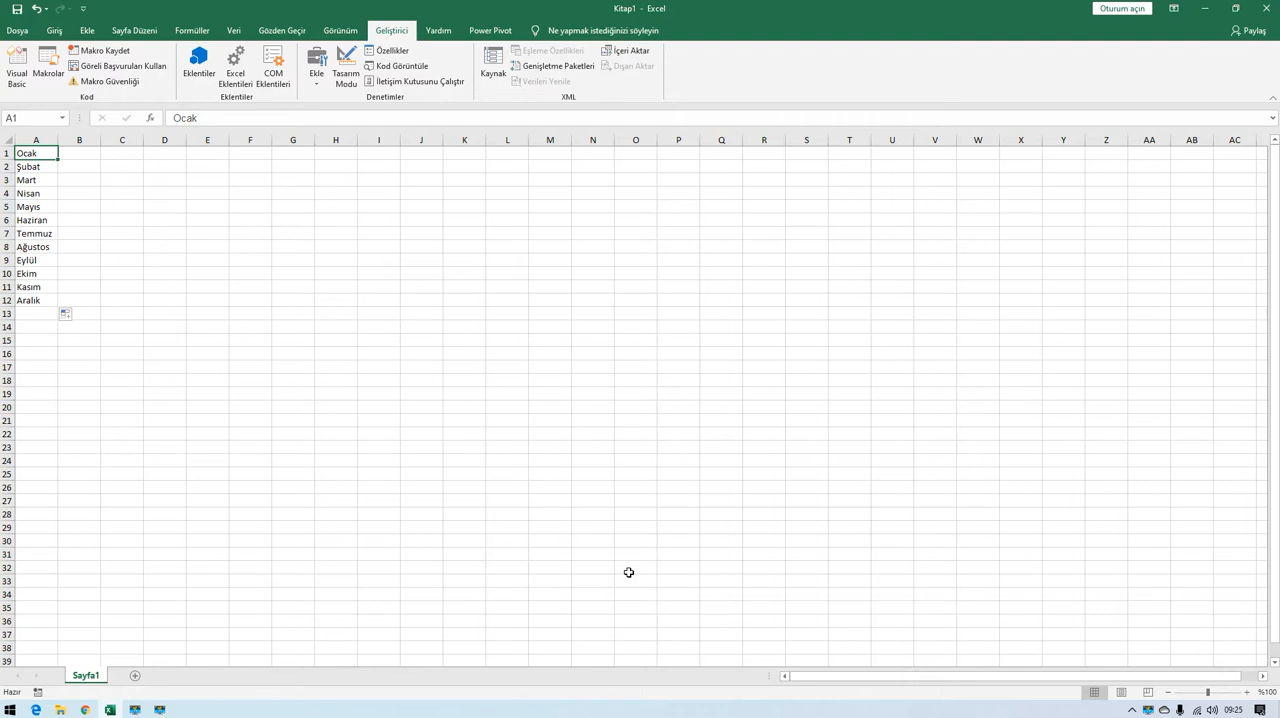 Kitap1 - Excel
Oturum açın
Dosya Giriş Ekle Sayfa Düzeni Formüller Veri Gözden Geçir Görünüm Geliştirici Yardım Power Pivot Ne yapmak istediğinizi söyleyin Paylaş
Visual Basic
Makrolar
Makro Kaydet
Göreli Başvuruları Kullan
Makro Güvenliği
Kod
Eklentiler
Excel Eklentileri
COM Eklentileri
Eklentiler
Ekle
Tasarım Modu
Özellikler
Kod Görüntüle
İletişim Kutusunu Çalıştır
Denetimler
Kaynak
Eşleme Özellikleri
Genişletme Paketleri
Verileri Yenile
İçeri Aktar
Dışarı Aktar
XML
A1 fx Ocak
A B C D E F G H I J K L M N O P Q R S T U V W X Y Z AA AB AC
1 Ocak
2 Şubat
3 Mart
4 Nisan
5 Mayıs
6 Haziran
7 Temmuz
8 Ağustos
9 Eylül
10 Ekim
11 Kasım
12 Aralık
13
14
15
16
17
18
19
20
21
22
23
24
25
26
27
28
29
30
31
32
33
34
35
36
37
38
39
Sayfa1
Hazır
%100
09:25